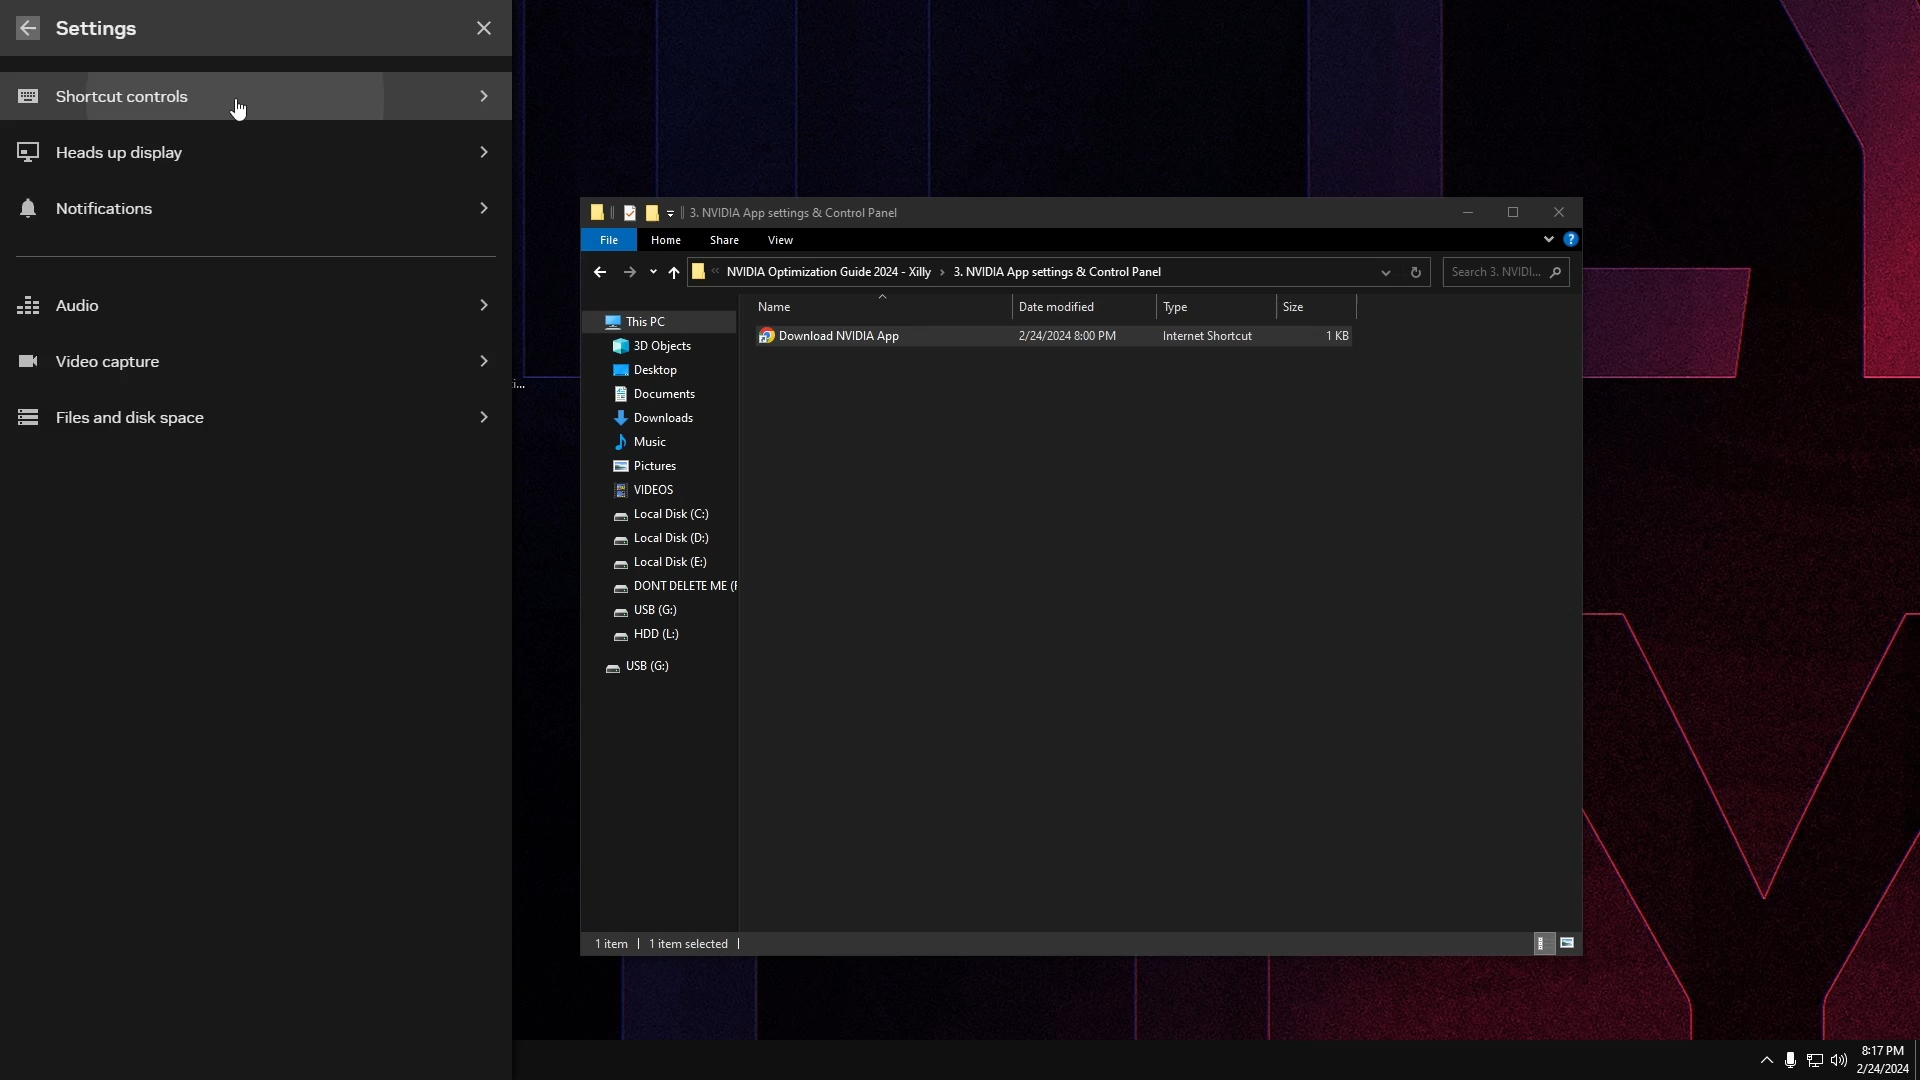 Settings
Shortcut controls
Heads up display
Notifications
Audio
Video capture
Files and disk space
i...
3. NVIDIA App settings & Control Panel
File Home Share View
?
« NVIDIA Optimization Guide 2024 - Xilly › 3. NVIDIA App settings & Control Panel
Search 3. NVIDI...
Name Date modified Type Size
Download NVIDIA App 2/24/2024 8:00 PM Internet Shortcut 1 KB
This PC
3D Objects
Desktop
Documents
Downloads
Music
Pictures
VIDEOS
Local Disk (C:)
Local Disk (D:)
Local Disk (E:)
DONT DELETE ME (F
USB (G:)
HDD (L:)
USB (G:)
1 item 1 item selected
8:17 PM
2/24/2024